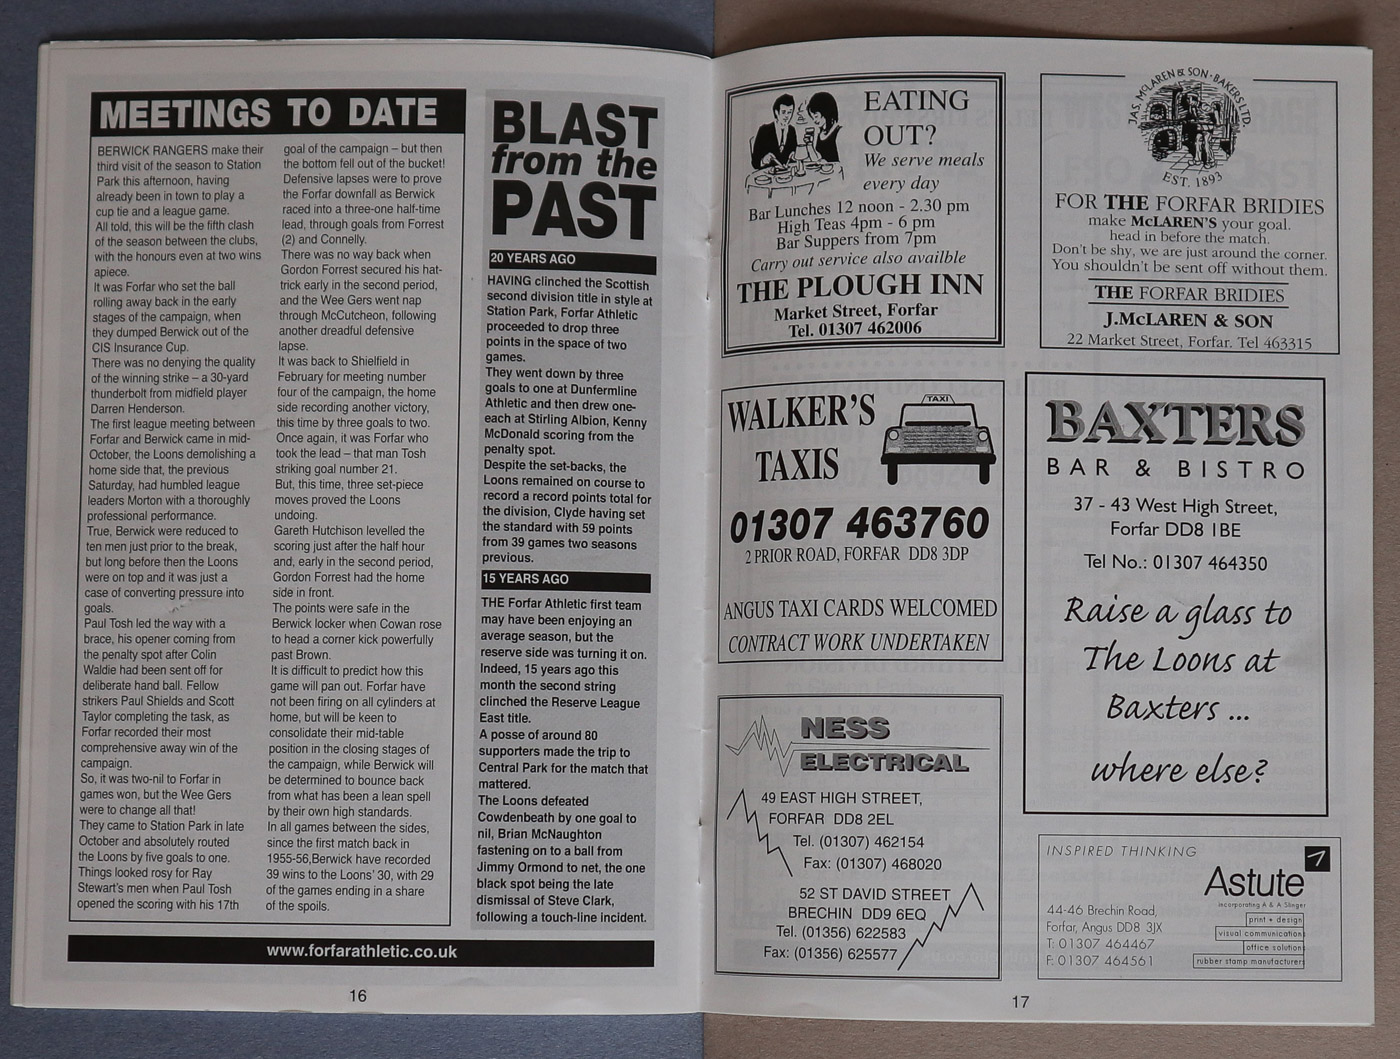 MEETINGS TO DATE
BERWICK RANGERS make their
third visit of the season to Station
Park this afternoon, having
already been in town to play a
cup tie and a league game.
All told, this will be the fifth clash
of the season between the clubs,
with the honours even at two wins
apiece.
It was Forfar who set the ball
rolling away back in the early
stages of the campaign, when
they dumped Berwick out of the
CIS Insurance Cup.
There was no denying the quality
of the winning strike – a 30-yard
thunderbolt from midfield player
Darren Henderson.
The first league meeting between
Forfar and Berwick came in mid-
October, the Loons demolishing a
home side that, the previous
Saturday, had humbled league
leaders Morton with a thoroughly
professional performance.
True, Berwick were reduced to
ten men just prior to the break,
but long before then the Loons
were on top and it was just a
case of converting pressure into
goals.
Paul Tosh led the way with a
brace, his opener coming from
the penalty spot after Colin
Waldie had been sent off for
deliberate hand ball. Fellow
strikers Paul Shields and Scott
Taylor completing the task, as
Forfar recorded their most
comprehensive away win of the
campaign.
So, it was two-nil to Forfar in
games won, but the Wee Gers
were to change all that!
They came to Station Park in late
October and absolutely routed
the Loons by five goals to one.
Things looked rosy for Ray
Stewart's men when Paul Tosh
opened the scoring with his 17th
goal of the campaign – but then
the bottom fell out of the bucket!
Defensive lapses were to prove
the Forfar downfall as Berwick
raced into a three-one half-time
lead, through goals from Forrest
(2) and Connelly.
There was no way back when
Gordon Forrest secured his hat-
trick early in the second period,
and the Wee Gers went nap
through McCutcheon, following
another dreadful defensive
lapse.
It was back to Shielfield in
February for meeting number
four of the campaign, the home
side recording another victory,
this time by three goals to two.
Once again, it was Forfar who
took the lead – that man Tosh
striking goal number 21.
But, this time, three set-piece
moves proved the Loons
undoing.
Gareth Hutchison levelled the
scoring just after the half hour
and, early in the second period,
Gordon Forrest had the home
side in front.
The points were safe in the
Berwick locker when Cowan rose
to head a corner kick powerfully
past Brown.
It is difficult to predict how this
game will pan out. Forfar have
not been firing on all cylinders at
home, but will be keen to
consolidate their mid-table
position in the closing stages of
the campaign, while Berwick will
be determined to bounce back
from what has been a lean spell
by their own high standards.
In all games between the sides,
since the first match back in
1955-56,Berwick have recorded
39 wins to the Loons' 30, with 29
of the games ending in a share
of the spoils.
BLAST
from the
PAST
20 YEARS AGO
HAVING clinched the Scottish
second division title in style at
Station Park, Forfar Athletic
proceeded to drop three
points in the space of two
games.
They went down by three
goals to one at Dunfermline
Athletic and then drew one-
each at Stirling Albion, Kenny
McDonald scoring from the
penalty spot.
Despite the set-backs, the
Loons remained on course to
record a record points total for
the division, Clyde having set
the standard with 59 points
from 39 games two seasons
previous.
15 YEARS AGO
THE Forfar Athletic first team
may have been enjoying an
average season, but the
reserve side was turning it on.
Indeed, 15 years ago this
month the second string
clinched the Reserve League
East title.
A posse of around 80
supporters made the trip to
Central Park for the match that
mattered.
The Loons defeated
Cowdenbeath by one goal to
nil, Brian McNaughton
fastening on to a ball from
Jimmy Ormond to net, the one
black spot being the late
dismissal of Steve Clark,
following a touch-line incident.
www.forfarathletic.co.uk
16
EATING
OUT?
We serve meals
every day
Bar Lunches 12 noon - 2.30 pm
High Teas 4pm - 6 pm
Bar Suppers from 7pm
Carry out service also availble
THE PLOUGH INN
Market Street, Forfar
Tel. 01307 462006
JAS. McLAREN & SON · BAKERS LTD.
EST. 1893
FOR THE FORFAR BRIDIES
make McLAREN'S your goal.
head in before the match.
Don't be shy, we are just around the corner.
You shouldn't be sent off without them.
THE FORFAR BRIDIES
J.McLAREN & SON
22 Market Street, Forfar. Tel 463315
WALKER'S
TAXIS
TAXI
01307 463760
2 PRIOR ROAD, FORFAR DD8 3DP
ANGUS TAXI CARDS WELCOMED
CONTRACT WORK UNDERTAKEN
BAXTERS
BAR & BISTRO
37 - 43 West High Street,
Forfar DD8 1BE
Tel No.: 01307 464350
Raise a glass to
The Loons at
Baxters ...
where else?
NESS
ELECTRICAL
49 EAST HIGH STREET,
FORFAR DD8 2EL
Tel. (01307) 462154
Fax: (01307) 468020
52 ST DAVID STREET
BRECHIN DD9 6EQ
Tel. (01356) 622583
Fax: (01356) 625577
INSPIRED THINKING
Astute
incorporating A & A Slinger
print + design
visual communication
office solution
rubber stamp manufacturers
44-46 Brechin Road,
Forfar, Angus DD8 3JX
T: 01307 464467
F: 01307 464561
17